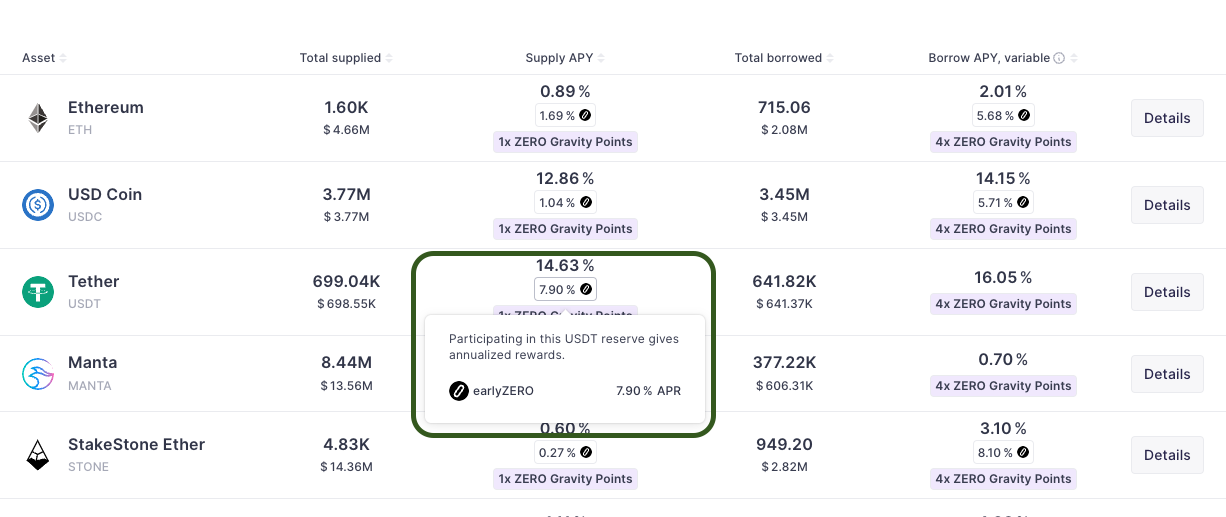 Asset Total supplied Supply APY Total borrowed Borrow APY, variable
Ethereum
ETH
1.60K
$ 4.66M
0.89 %
1.69 %
1x ZERO Gravity Points
715.06
$ 2.08M
2.01 %
5.68 %
4x ZERO Gravity Points
Details
USD Coin
USDC
3.77M
$ 3.77M
12.86 %
1.04 %
1x ZERO Gravity Points
3.45M
$ 3.45M
14.15 %
5.71 %
4x ZERO Gravity Points
Details
Tether
USDT
699.04K
$ 698.55K
14.63 %
7.90 %
1x ZERO Gravity Points
Participating in this USDT reserve gives
annualized rewards.
earlyZERO 7.90 % APR
641.82K
$ 641.37K
16.05 %
4x ZERO Gravity Points
Details
Manta
MANTA
8.44M
$ 13.56M
377.22K
$ 606.31K
0.70 %
4x ZERO Gravity Points
Details
StakeStone Ether
STONE
4.83K
$ 14.36M
0.60 %
0.27 %
1x ZERO Gravity Points
949.20
$ 2.82M
3.10 %
8.10 %
4x ZERO Gravity Points
Details